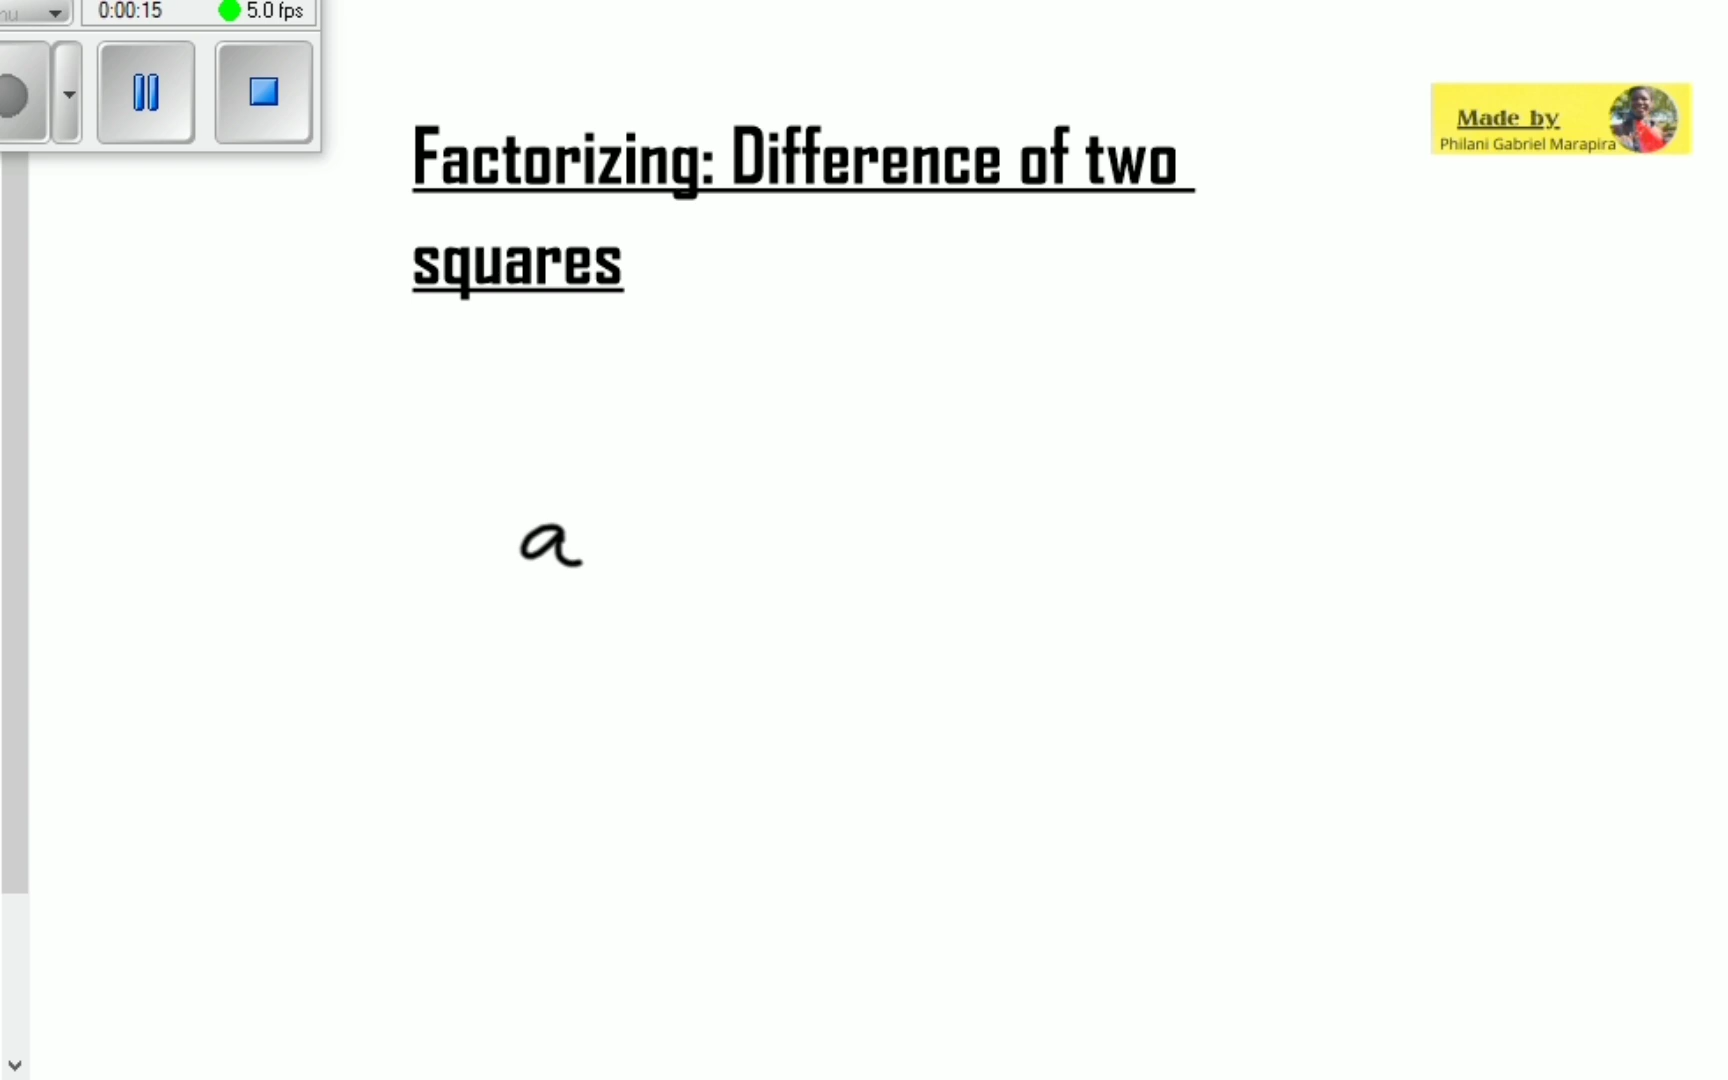 0:00:15 5.0 fps
Made by
Philani Gabriel Marapira
Factorizing: Difference of two
squares
a